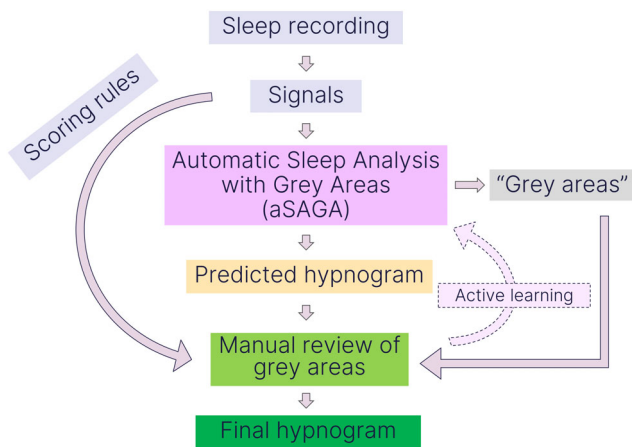 Sleep recording
Scoring rules
Signals
Automatic Sleep Analysis
with Grey Areas
(aSAGA)
“Grey areas”
Predicted hypnogram
Active learning
Manual review of
grey areas
Final hypnogram